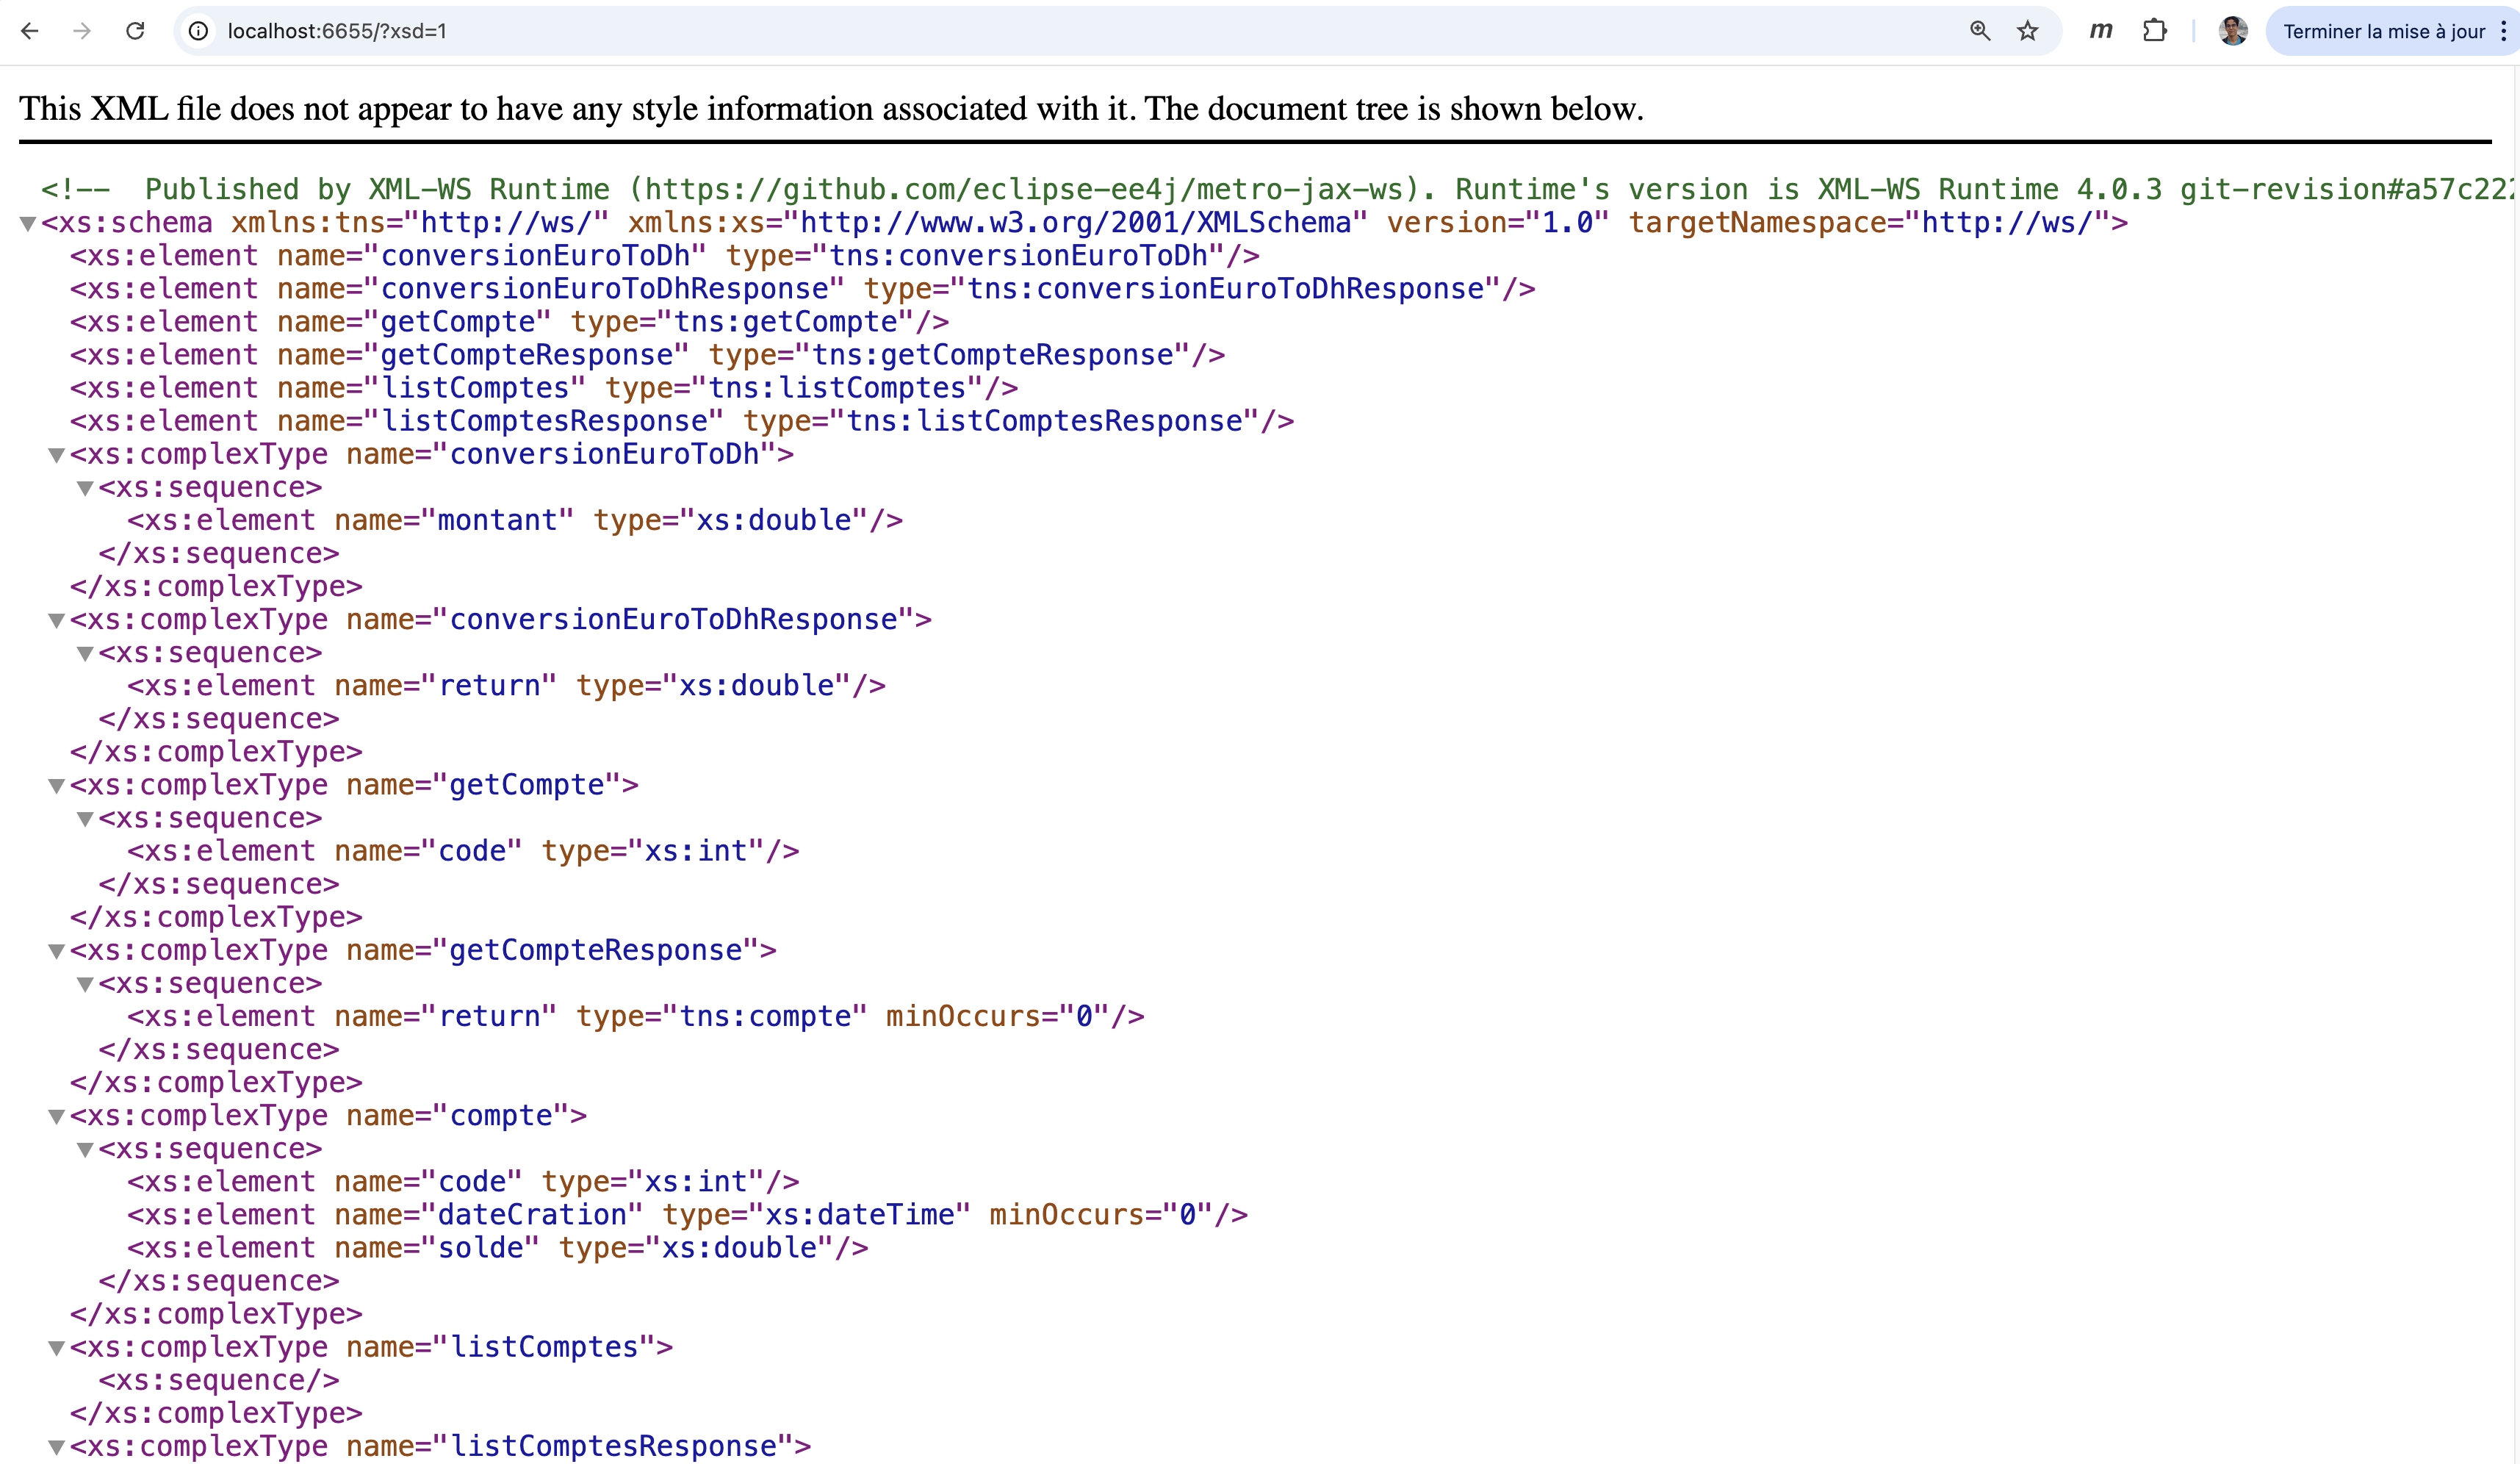 localhost:6655/?xsd=1
m
Terminer la mise à jour
This XML file does not appear to have any style information associated with it. The document tree is shown below.
<!-- Published by XML-WS Runtime (https://github.com/eclipse-ee4j/metro-jax-ws). Runtime's version is XML-WS Runtime 4.0.3 git-revision#a57c222
<xs:schema xmlns:tns="http://ws/" xmlns:xs="http://www.w3.org/2001/XMLSchema" version="1.0" targetNamespace="http://ws/">
<xs:element name="conversionEuroToDh" type="tns:conversionEuroToDh"/>
<xs:element name="conversionEuroToDhResponse" type="tns:conversionEuroToDhResponse"/>
<xs:element name="getCompte" type="tns:getCompte"/>
<xs:element name="getCompteResponse" type="tns:getCompteResponse"/>
<xs:element name="listComptes" type="tns:listComptes"/>
<xs:element name="listComptesResponse" type="tns:listComptesResponse"/>
<xs:complexType name="conversionEuroToDh">
<xs:sequence>
<xs:element name="montant" type="xs:double"/>
</xs:sequence>
</xs:complexType>
<xs:complexType name="conversionEuroToDhResponse">
<xs:sequence>
<xs:element name="return" type="xs:double"/>
</xs:sequence>
</xs:complexType>
<xs:complexType name="getCompte">
<xs:sequence>
<xs:element name="code" type="xs:int"/>
</xs:sequence>
</xs:complexType>
<xs:complexType name="getCompteResponse">
<xs:sequence>
<xs:element name="return" type="tns:compte" minOccurs="0"/>
</xs:sequence>
</xs:complexType>
<xs:complexType name="compte">
<xs:sequence>
<xs:element name="code" type="xs:int"/>
<xs:element name="dateCration" type="xs:dateTime" minOccurs="0"/>
<xs:element name="solde" type="xs:double"/>
</xs:sequence>
</xs:complexType>
<xs:complexType name="listComptes">
<xs:sequence/>
</xs:complexType>
<xs:complexType name="listComptesResponse">